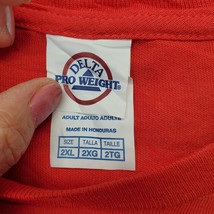 DELTA
PRO WEIGHT®
ADULT ADULTO ADULTE
MADE IN HONDURAS
SIZE TALLA TAILLE
2XL 2XG 2TG